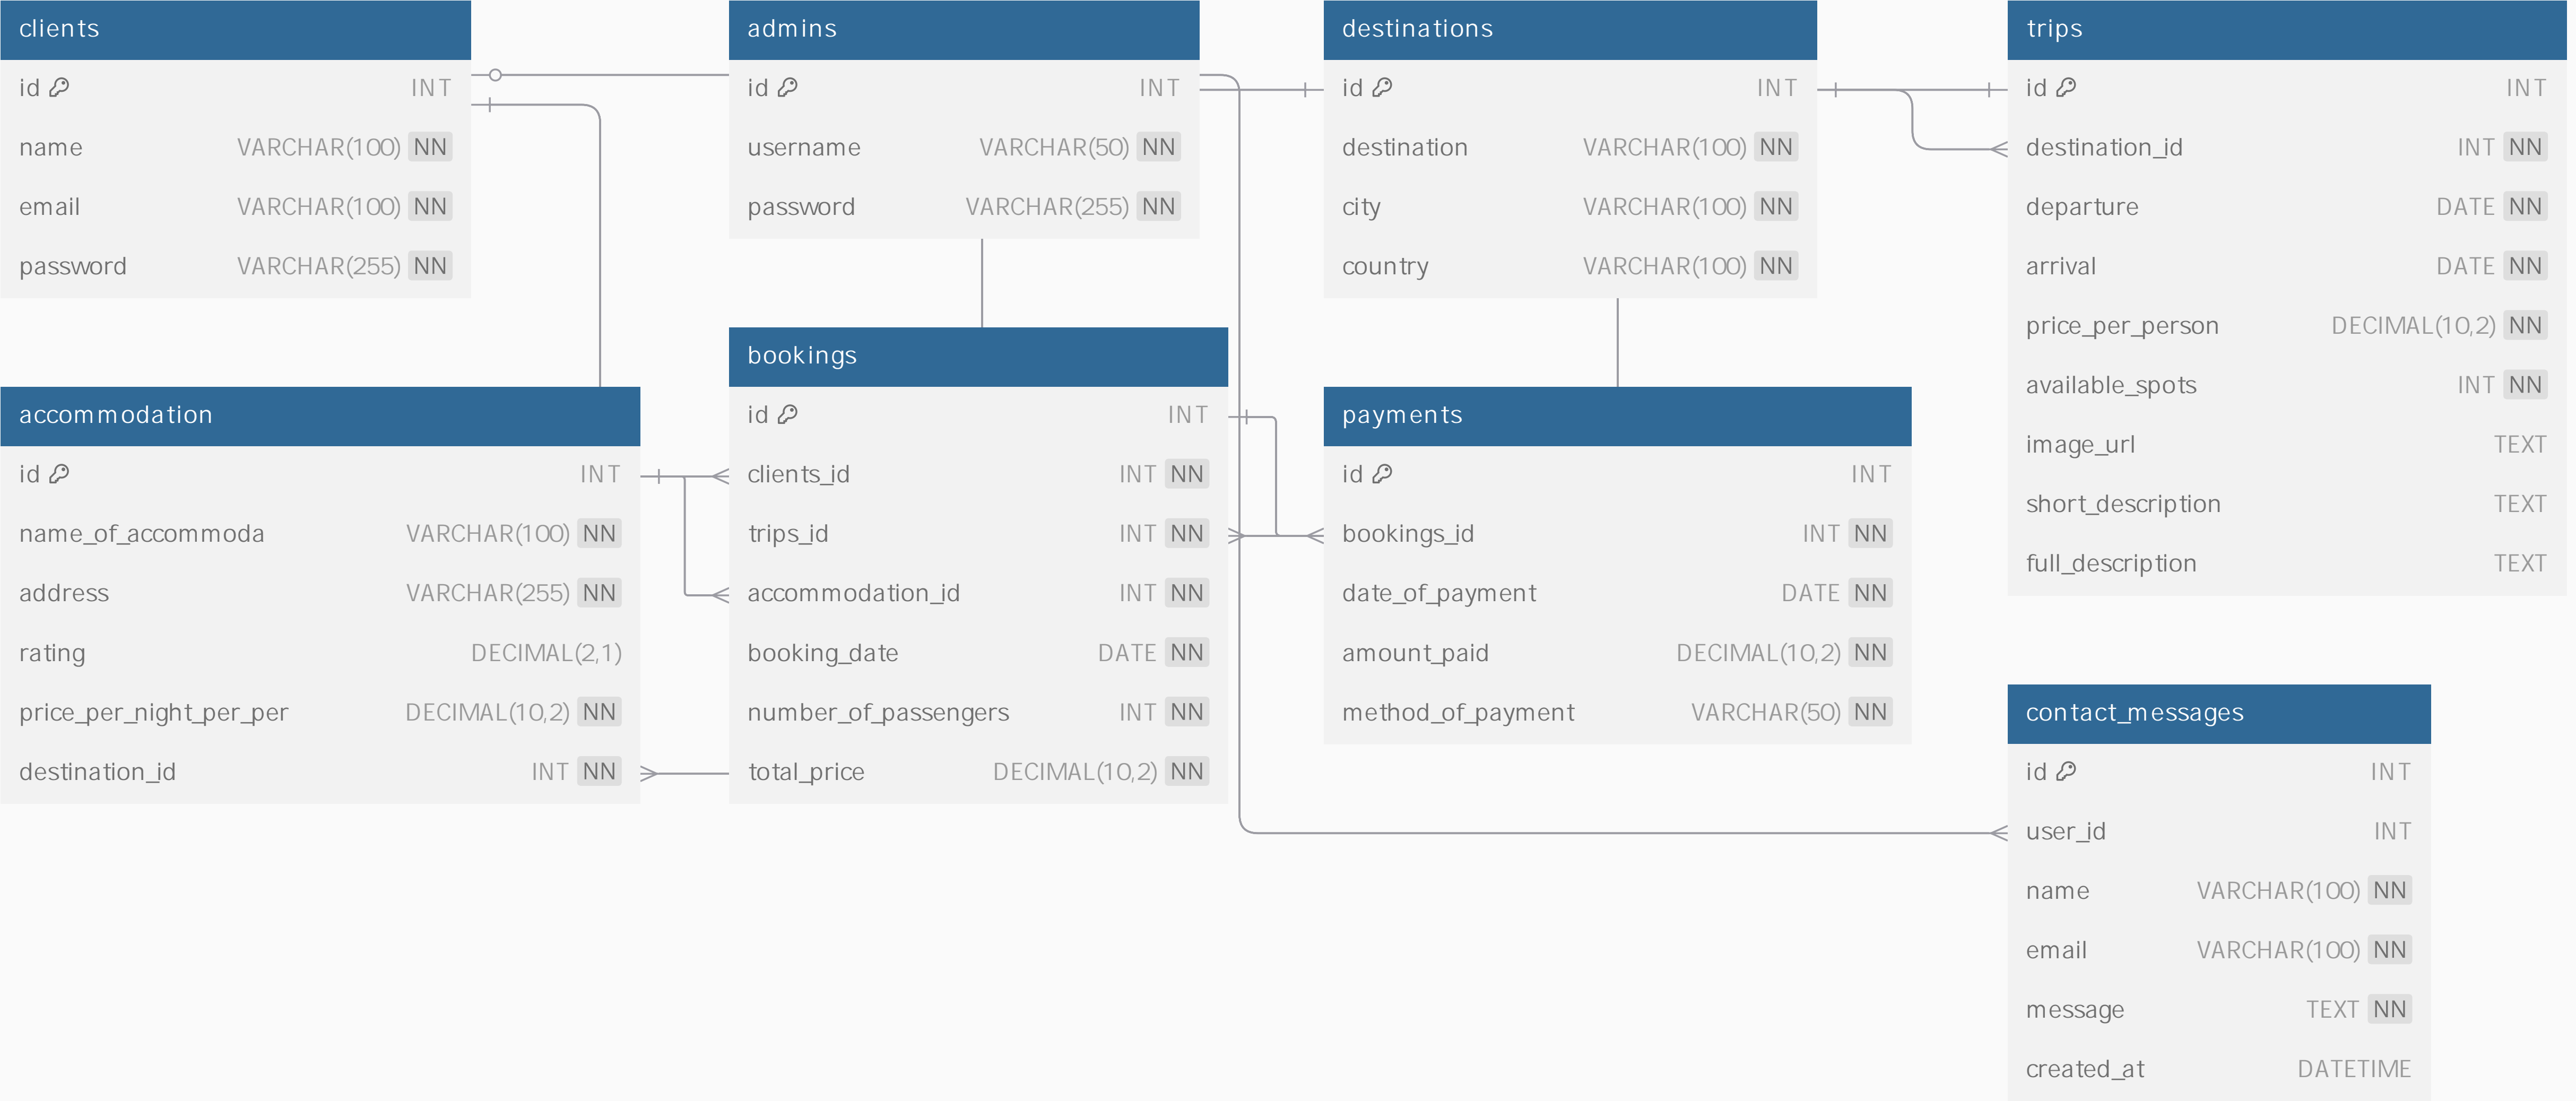 clients
id INT
name VARCHAR(100) NN
email VARCHAR(100) NN
password VARCHAR(255) NN
admins
id INT
username VARCHAR(50) NN
password VARCHAR(255) NN
destinations
id INT
destination VARCHAR(100) NN
city VARCHAR(100) NN
country VARCHAR(100) NN
trips
id INT
destination_id INT NN
departure DATE NN
arrival DATE NN
price_per_person DECIMAL(10,2) NN
available_spots INT NN
image_url TEXT
short_description TEXT
full_description TEXT
accommodation
id INT
name_of_accommoda VARCHAR(100) NN
address VARCHAR(255) NN
rating DECIMAL(2,1)
price_per_night_per_per DECIMAL(10,2) NN
destination_id INT NN
bookings
id INT
clients_id INT NN
trips_id INT NN
accommodation_id INT NN
booking_date DATE NN
number_of_passengers INT NN
total_price DECIMAL(10,2) NN
payments
id INT
bookings_id INT NN
date_of_payment DATE NN
amount_paid DECIMAL(10,2) NN
method_of_payment VARCHAR(50) NN
contact_messages
id INT
user_id INT
name VARCHAR(100) NN
email VARCHAR(100) NN
message TEXT NN
created_at DATETIME